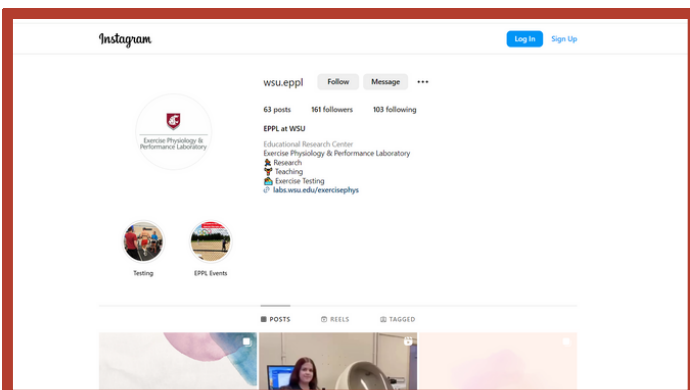 Instagram
Log In
Sign Up
wsu.eppl
Follow
Message
63 posts
161 followers
103 following
EPPL at WSU
Educational Research Center
Exercise Physiology & Performance Laboratory
Research
Teaching
Exercise Testing
labs.wsu.edu/exercisephys
Exercise Physiology &
Performance Laboratory
Testing
EPPL Events
POSTS
REELS
TAGGED